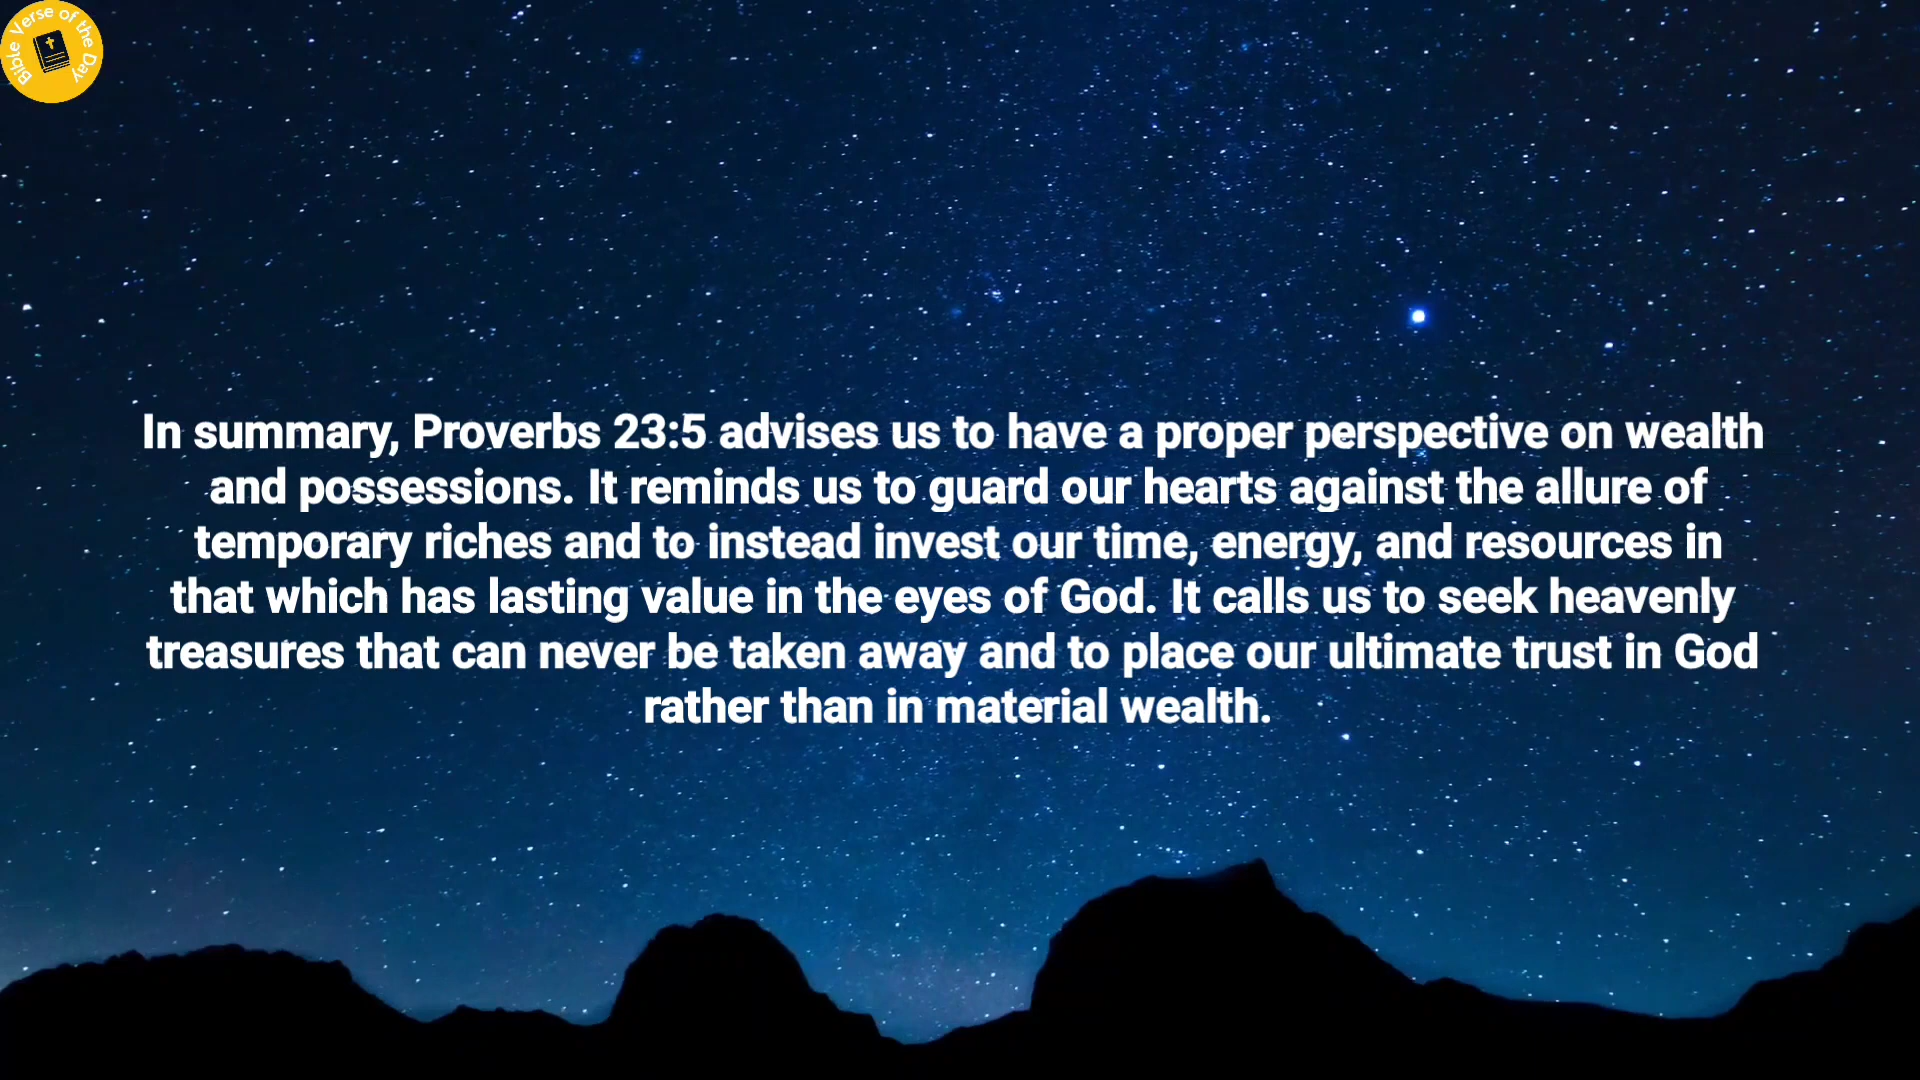 Bible Verse of the Day
In summary, Proverbs 23:5 advises us to have a proper perspective on wealth
and possessions. It reminds us to guard our hearts against the allure of
temporary riches and to instead invest our time, energy, and resources in
that which has lasting value in the eyes of God. It calls us to seek heavenly
treasures that can never be taken away and to place our ultimate trust in God
rather than in material wealth.